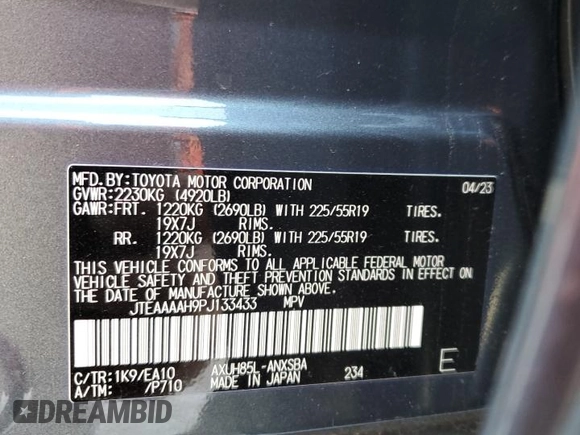 MFD.BY:TOYOTA MOTOR CORPORATION 04/23
GVWR:2230KG (4920LB)
GAWR:FRT. 1220KG (2690LB) WITH 225/55R19 TIRES.
19X7J RIMS.
RR. 1220KG (2690LB) WITH 225/55R19 TIRES.
19X7J RIMS.
THIS VEHICLE CONFORMS TO ALL APPLICABLE FEDERAL MOTOR
VEHICLE SAFETY AND THEFT PREVENTION STANDARDS IN EFFECT ON
THE DATE OF MANUFACTURE SHOWN ABOVE.
JTEAAAAH9PJ133433 MPV
C/TR:1K9/EA10 AXUH85L-ANXSBA
A/TM: /P710 MADE IN JAPAN 234 E
DREAMBID